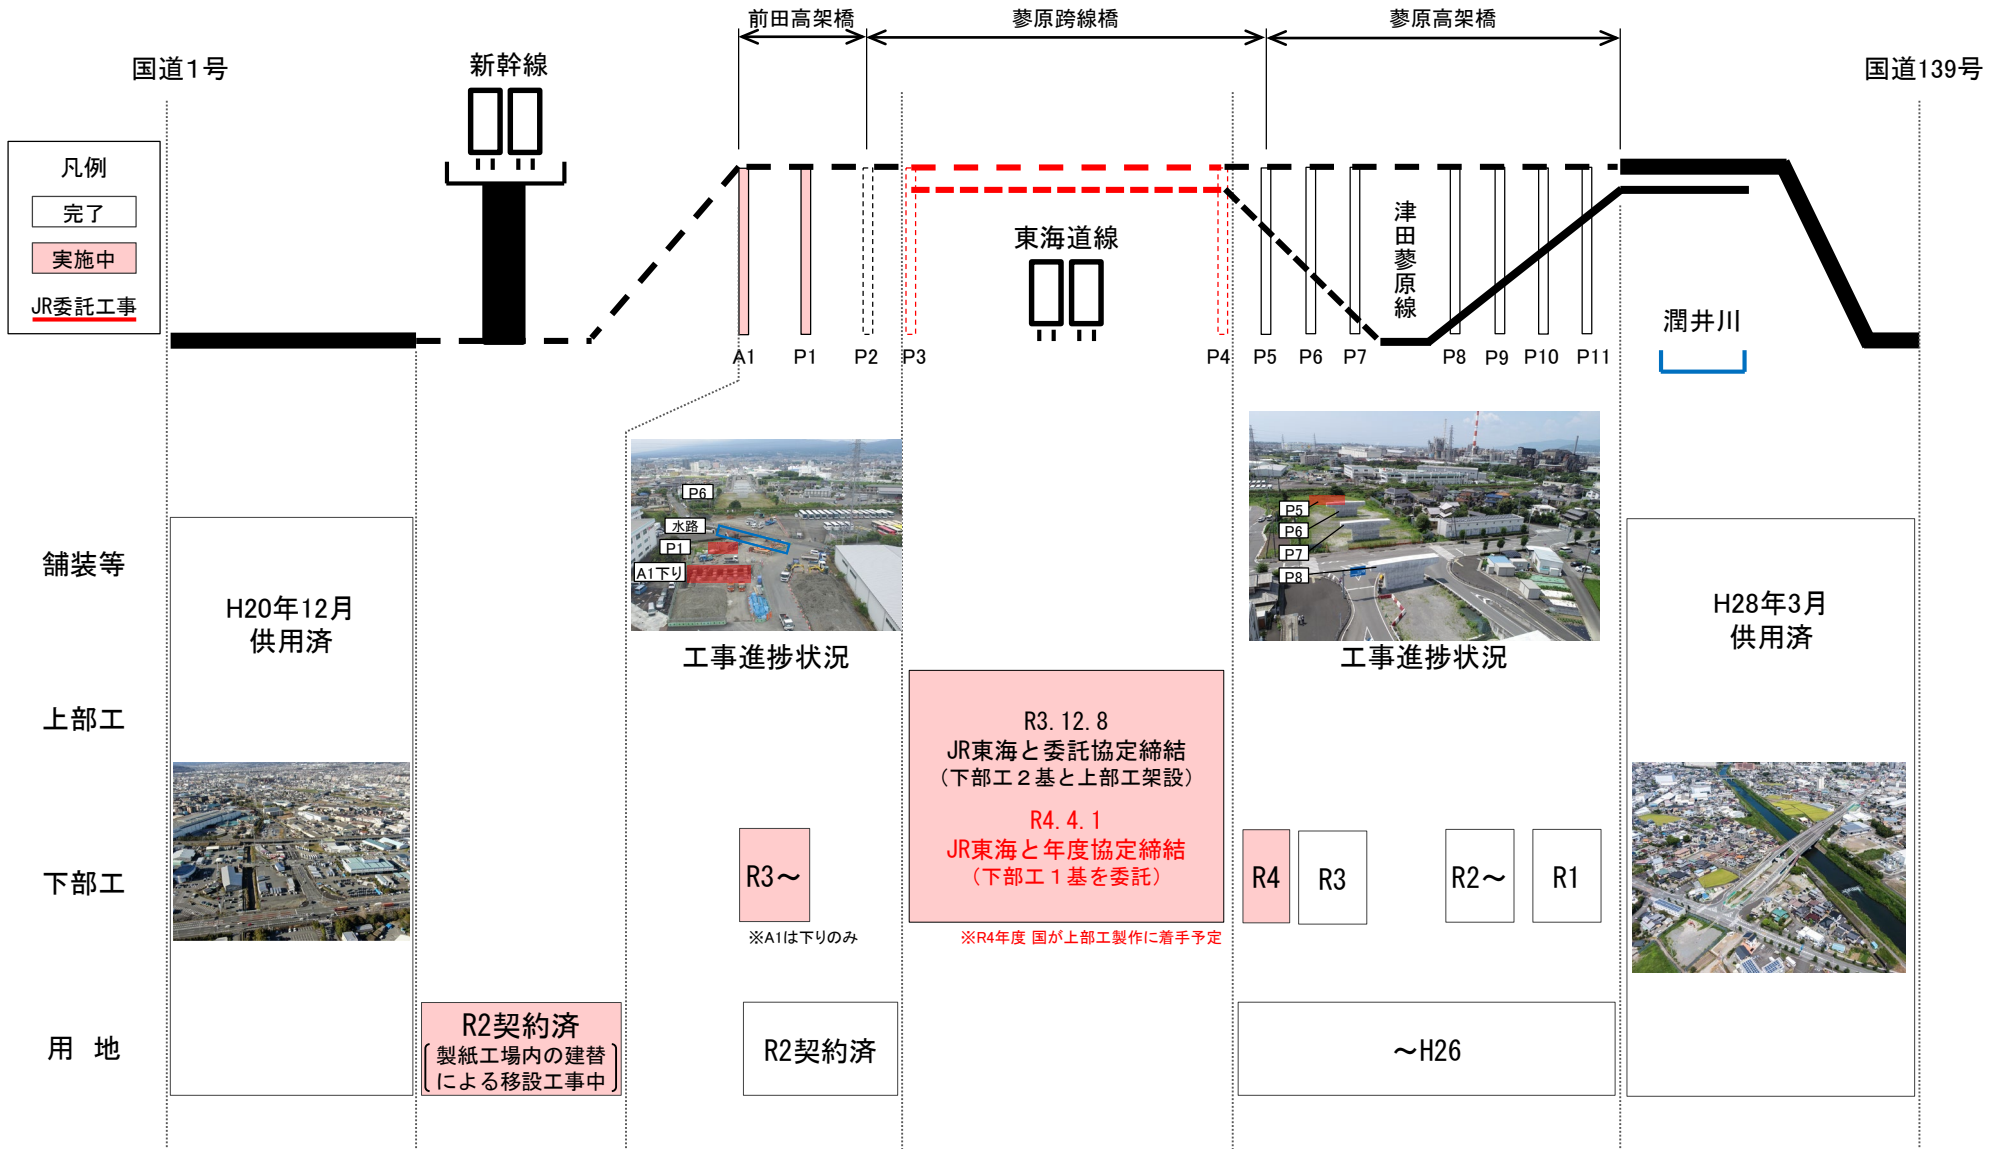 前田高架橋
蓼原跨線橋
蓼原高架橋
国道1号
新幹線
国道139号
凡例
完了
実施中
JR委託工事
東海道線
津田蓼原線
潤井川
A1
P1
P2
P3
P4
P5
P6
P7
P8
P9
P10
P11
P6
水路
P1
A1下り
工事進捗状況
P5
P6
P7
P8
工事進捗状況
舗装等
上部工
下部工
用 地
H20年12月
供用済
H28年3月
供用済
R3.12.8
JR東海と委託協定締結
(下部工2基と上部工架設)
R4.4.1
JR東海と年度協定締結
(下部工1基を委託)
※R4年度 国が上部工製作に着手予定
R3～
※A1は下りのみ
R4
R3
R2～
R1
R2契約済
製紙工場内の建替
による移設工事中
R2契約済
～H26